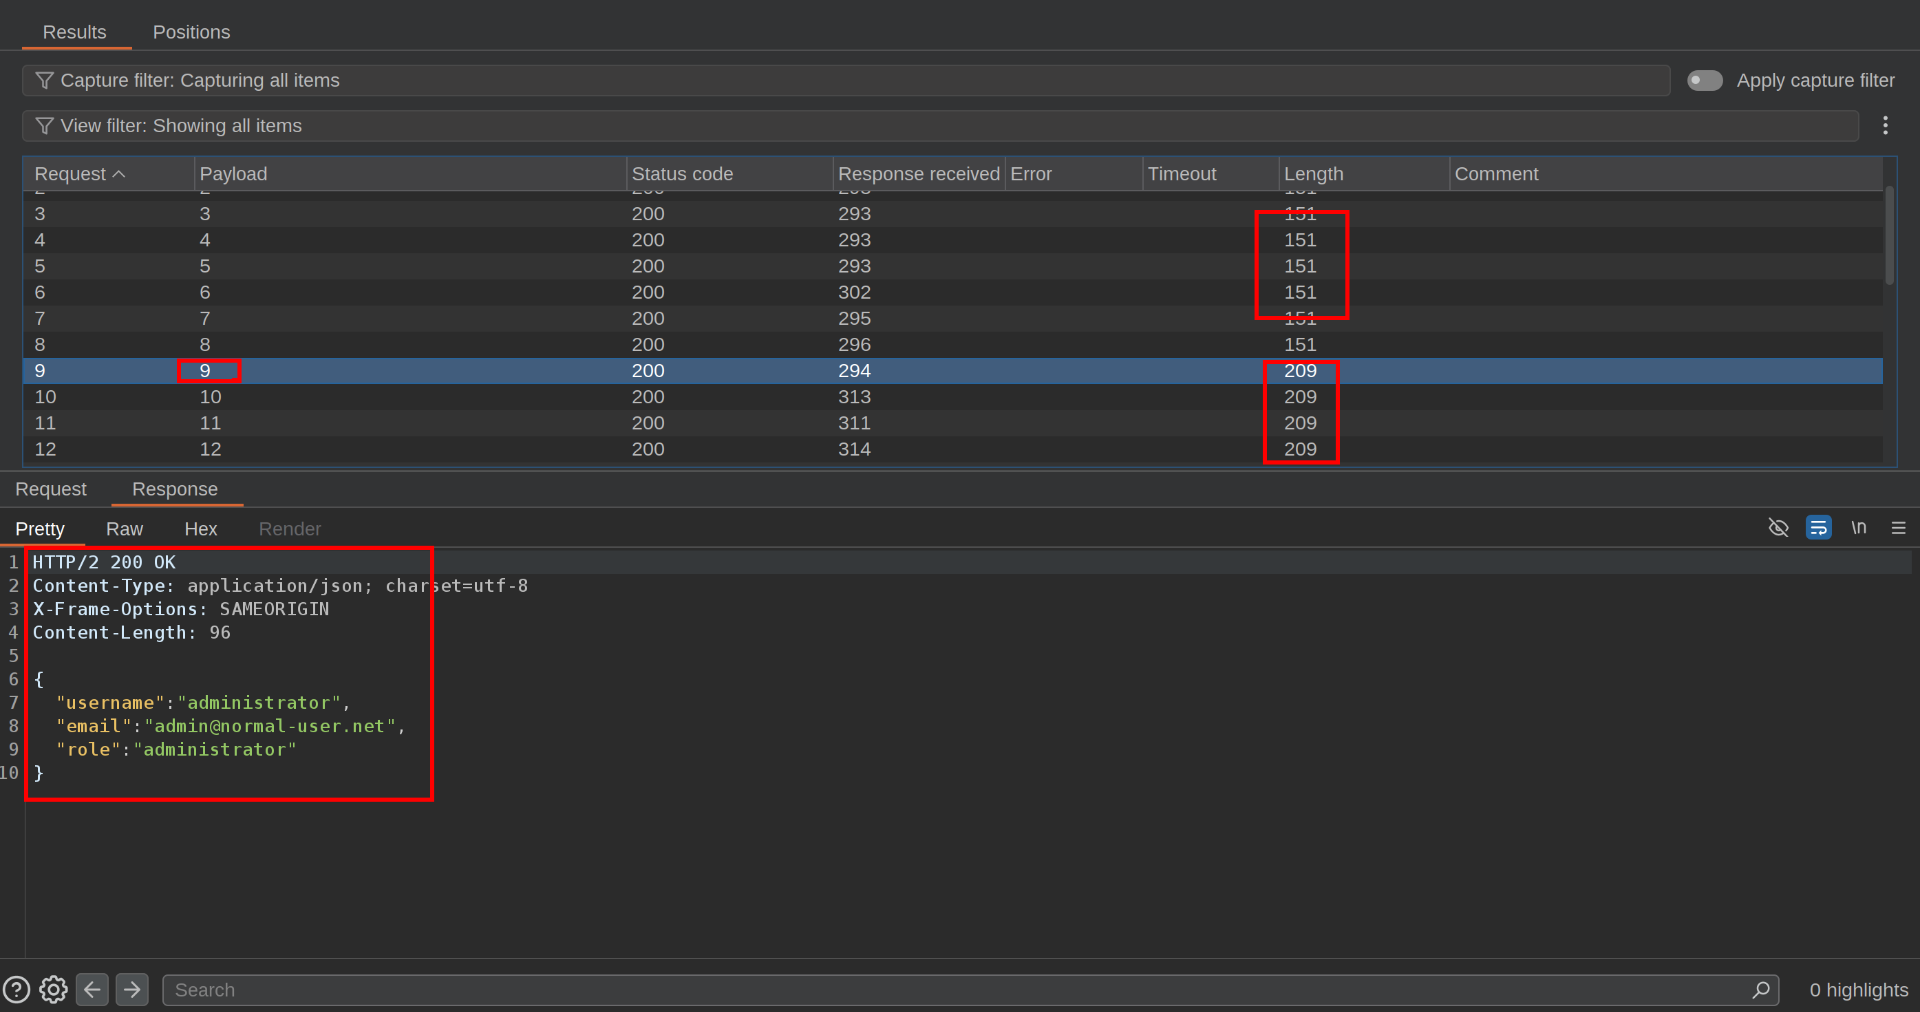 Results Positions
Capture filter: Capturing all items Apply capture filter
View filter: Showing all items
Request Payload Status code Response received Error Timeout Length Comment
3 3 200 293 151
4 4 200 293 151
5 5 200 293 151
6 6 200 302 151
7 7 200 295 151
8 8 200 296 151
9 9 200 294 209
10 10 200 313 209
11 11 200 311 209
12 12 200 314 209
Request Response
Pretty Raw Hex Render \n
1 HTTP/2 200 OK
2 Content-Type: application/json; charset=utf-8
3 X-Frame-Options: SAMEORIGIN
4 Content-Length: 96
5
6 {
7 "username":"administrator",
8 "email":"admin@normal-user.net",
9 "role":"administrator"
10 }
Search 0 highlights